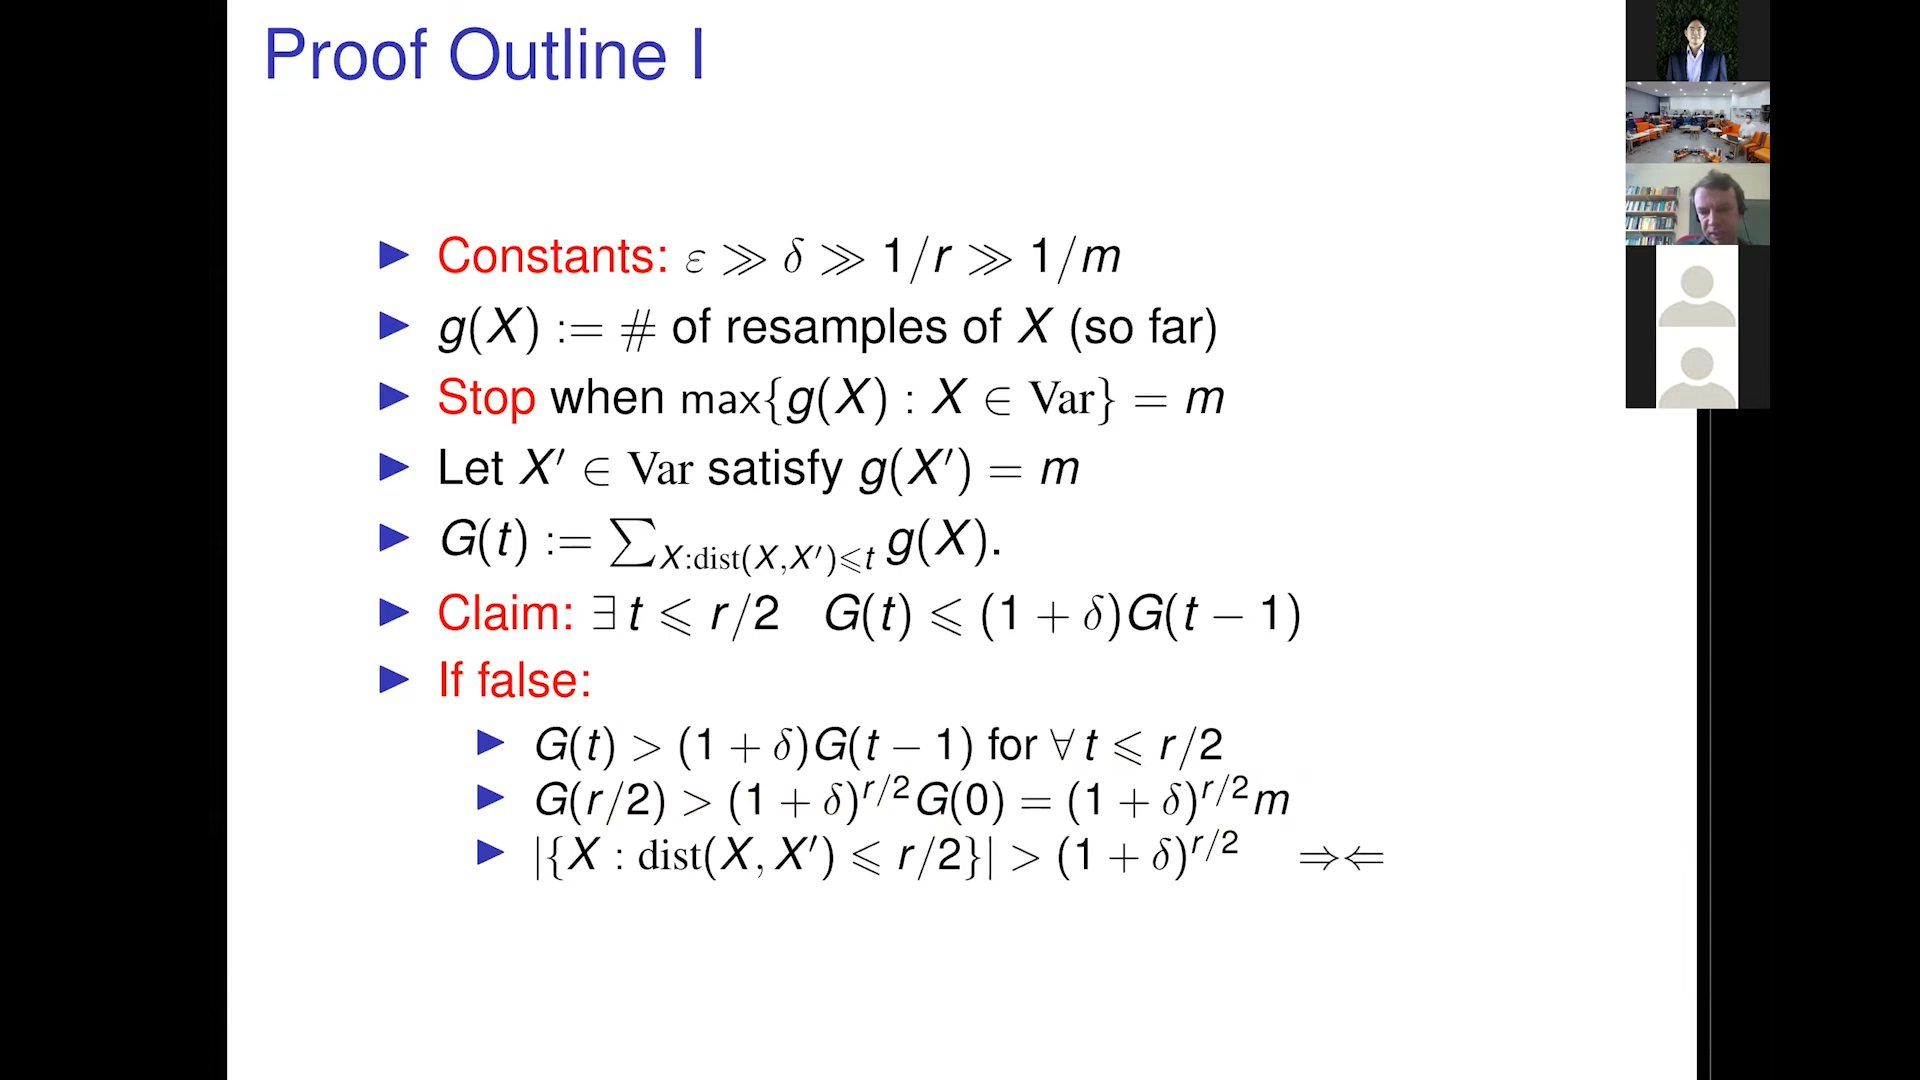 Proof Outline I
▶ Constants: ε ≫ δ ≫ 1/r ≫ 1/m
▶ g(X) := # of resamples of X (so far)
▶ Stop when max{g(X) : X ∈ Var} = m
▶ Let X′ ∈ Var satisfy g(X′) = m
▶ G(t) := ∑_{X:dist(X,X′)⩽t} g(X).
▶ Claim: ∃ t ⩽ r/2 G(t) ⩽ (1 + δ)G(t − 1)
▶ If false:
▶ G(t) > (1 + δ)G(t − 1) for ∀ t ⩽ r/2
▶ G(r/2) > (1 + δ)^{r/2}G(0) = (1 + δ)^{r/2}m
▶ |{X : dist(X, X′) ⩽ r/2}| > (1 + δ)^{r/2} ⇒⇐